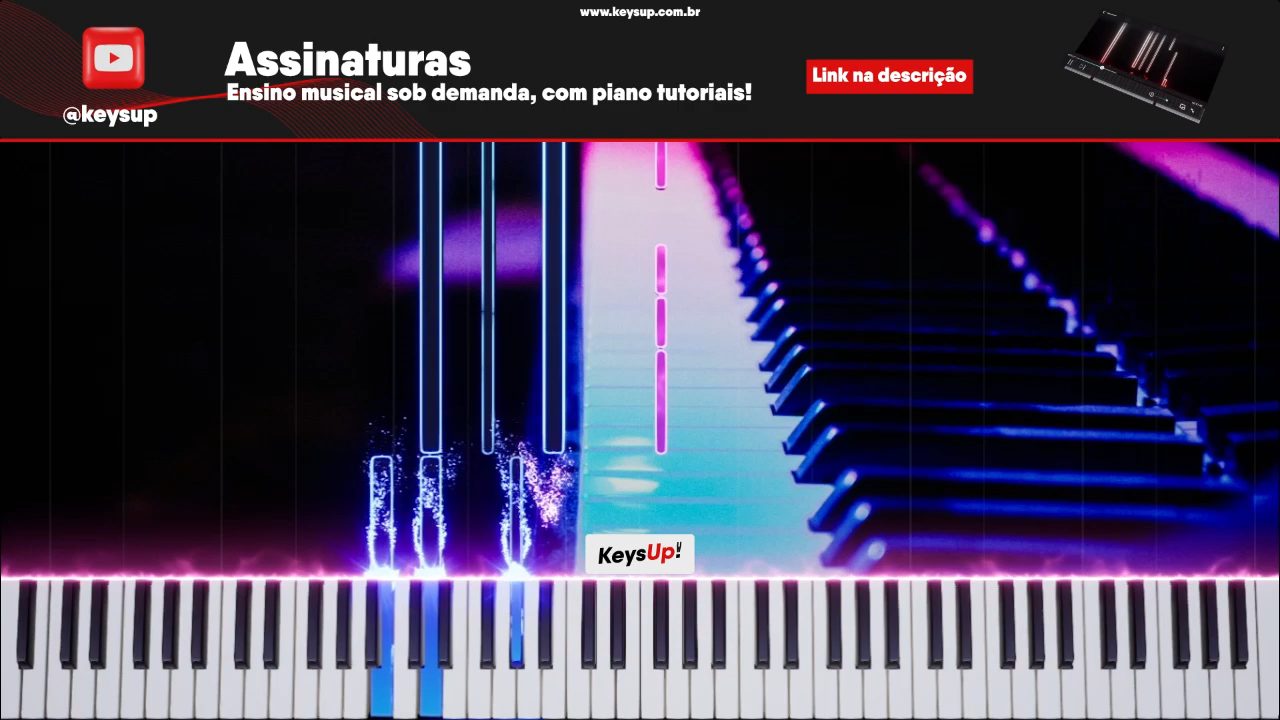 www.keysup.com.br
Assinaturas
Ensino musical sob demanda, com piano tutoriais!
Link na descrição
@keysup
KeysUp!